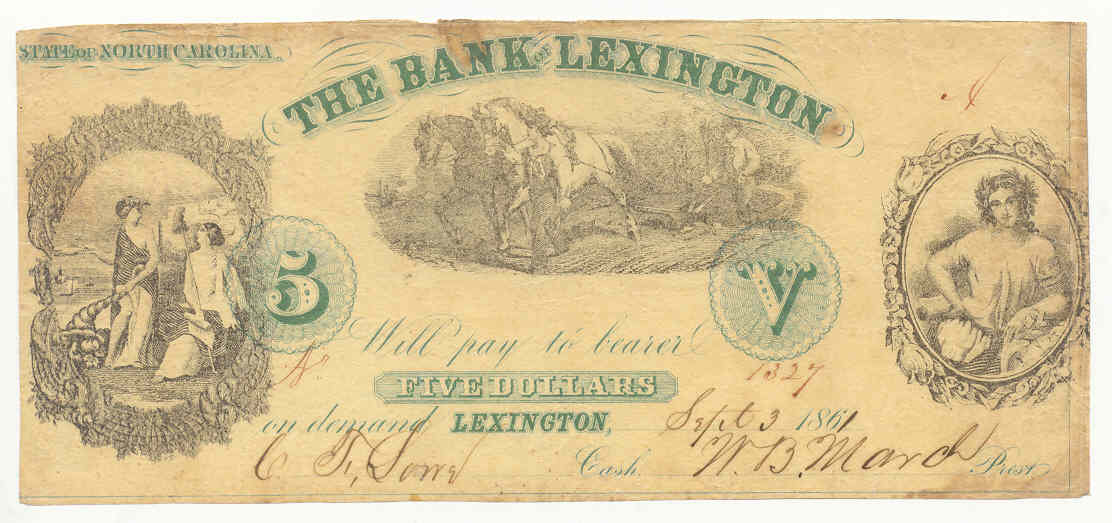 STATE OF NORTH CAROLINA.
THE BANK OF LEXINGTON
A
5
V
Will pay to bearer
No. 1327
FIVE DOLLARS
on demand LEXINGTON, Sept 3 1861
C. F. Lowe Cash. W. B. March Prest.